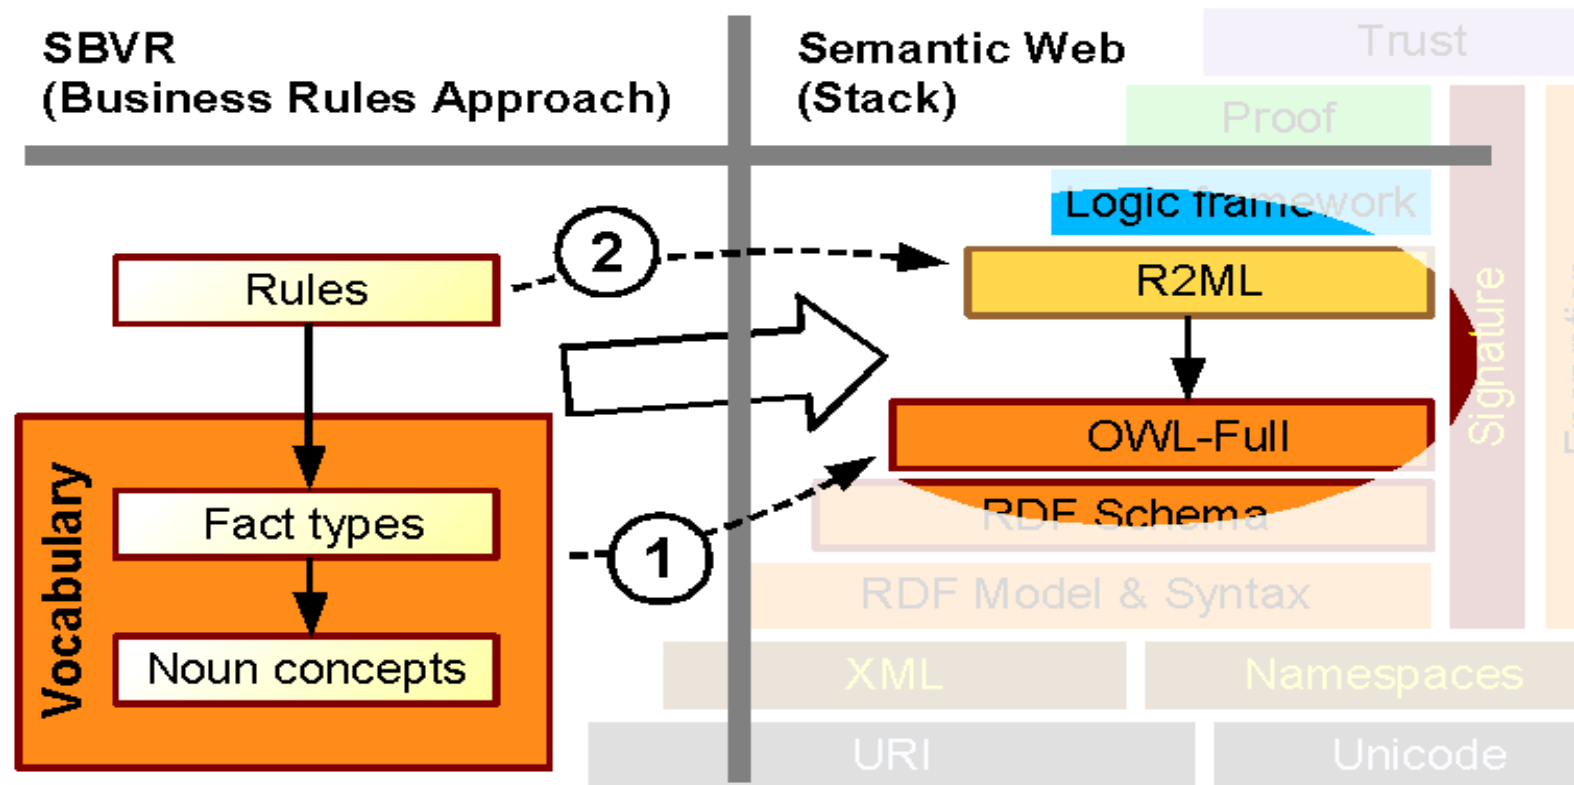 SBVR
(Business Rules Approach)
Semantic Web
(Stack)
Trust
Proof
Logic framework
2
Rules
R2ML
Signature
OWL-Full
Vocabulary
Fact types
1
RDF Schema
RDF Model & Syntax
Noun concepts
XML
Namespaces
URI
Unicode